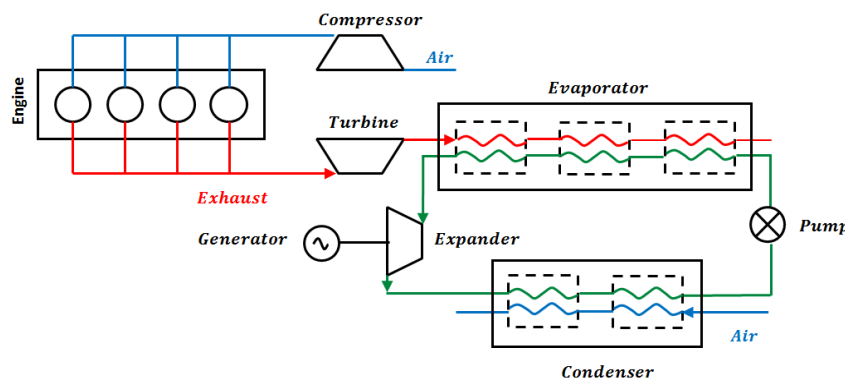 Compressor
Air
Engine
Evaporator
Turbine
Exhaust
Generator
Expander
Pump
Air
Condenser